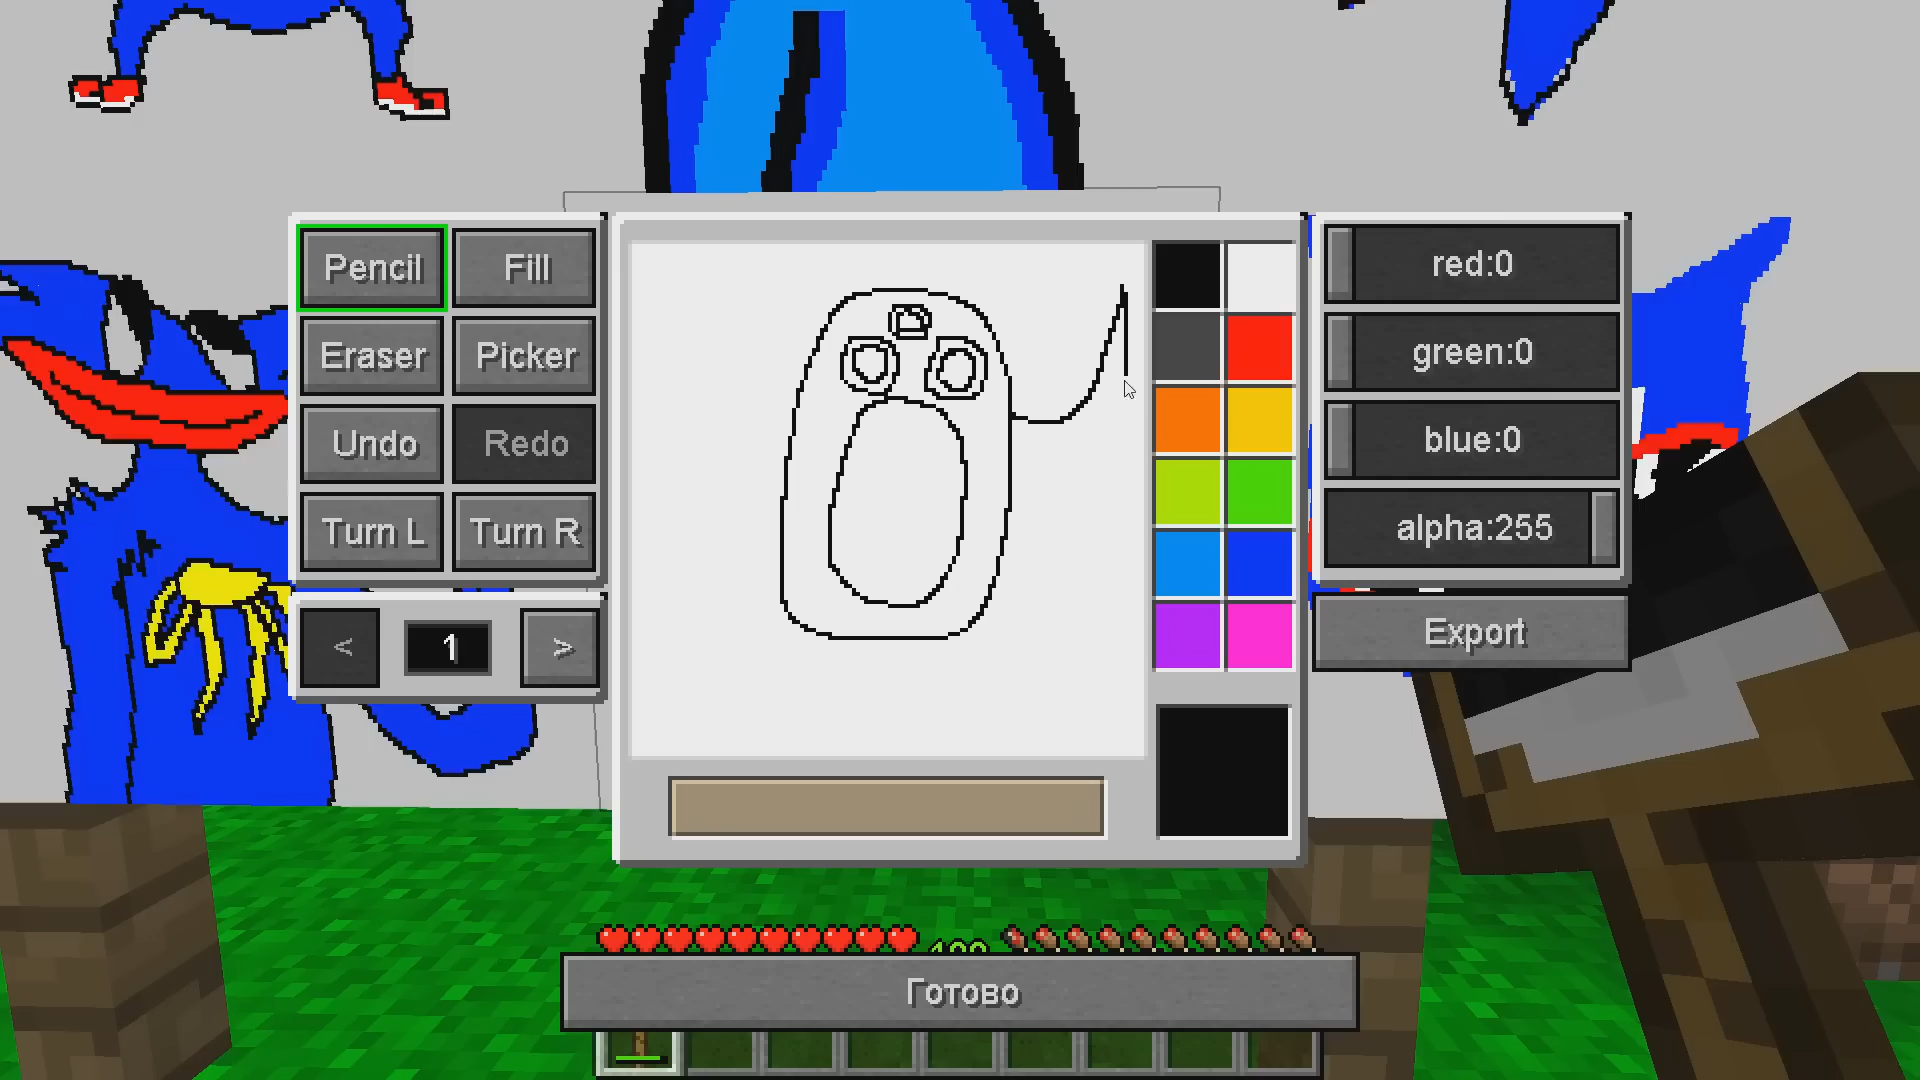 Pencil
Fill
Eraser
Picker
Undo
Redo
Turn L
Turn R
<
1
>
red:0
green:0
blue:0
alpha:255
Export
Готово